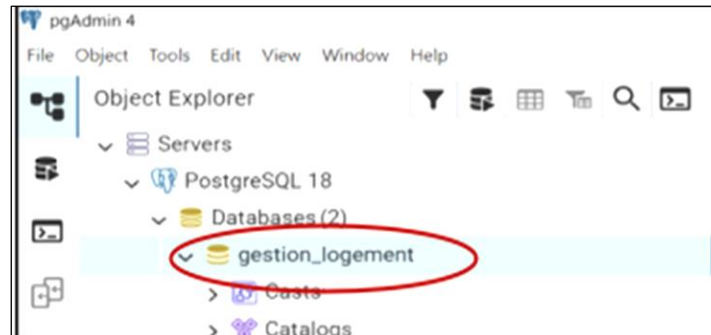 pgAdmin 4
File Object Tools Edit View Window Help
Object Explorer
Servers
PostgreSQL 18
Databases (2)
gestion_logement
Casts
Catalogs